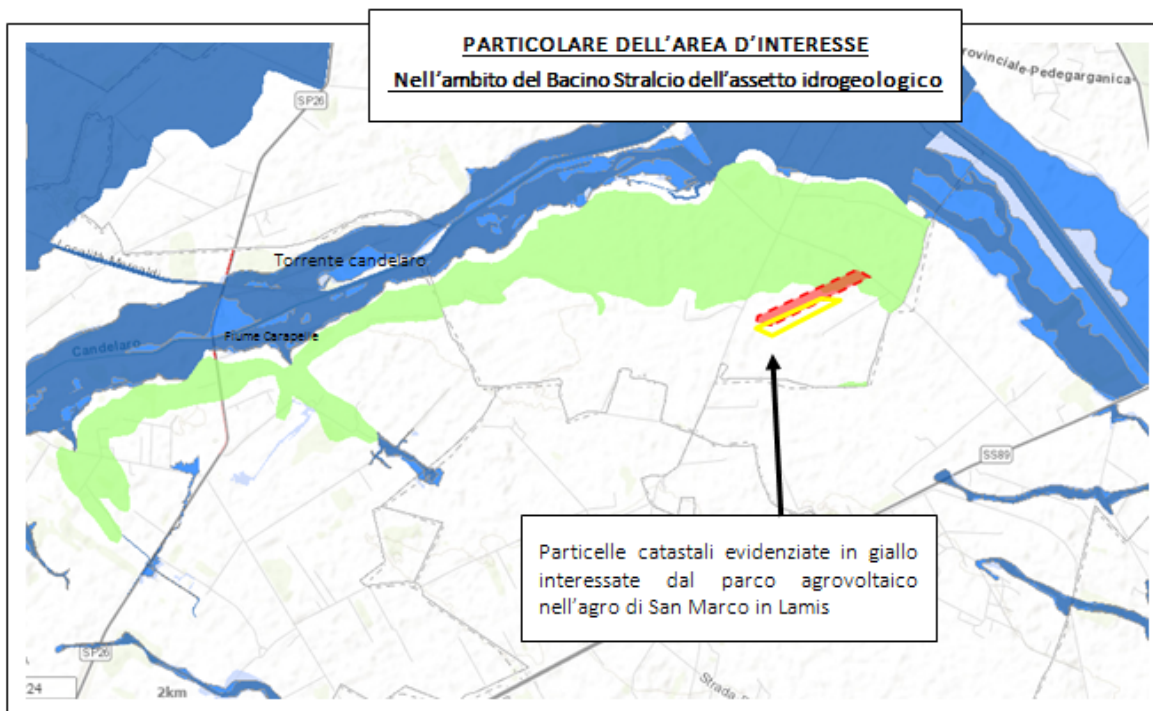 PARTICOLARE DELL'AREA D'INTERESSE
Nell'ambito del Bacino Stralcio dell'assetto idrogeologico
rovinciale-Pedegarganica
SP26
Località
Torrente candelaro
Fiume Carapelle
Candelaro
SS89
Particelle catastali evidenziate in giallo
interessate dal parco agrovoltaico
nell'agro di San Marco in Lamis
SP26
24
2km
Strada